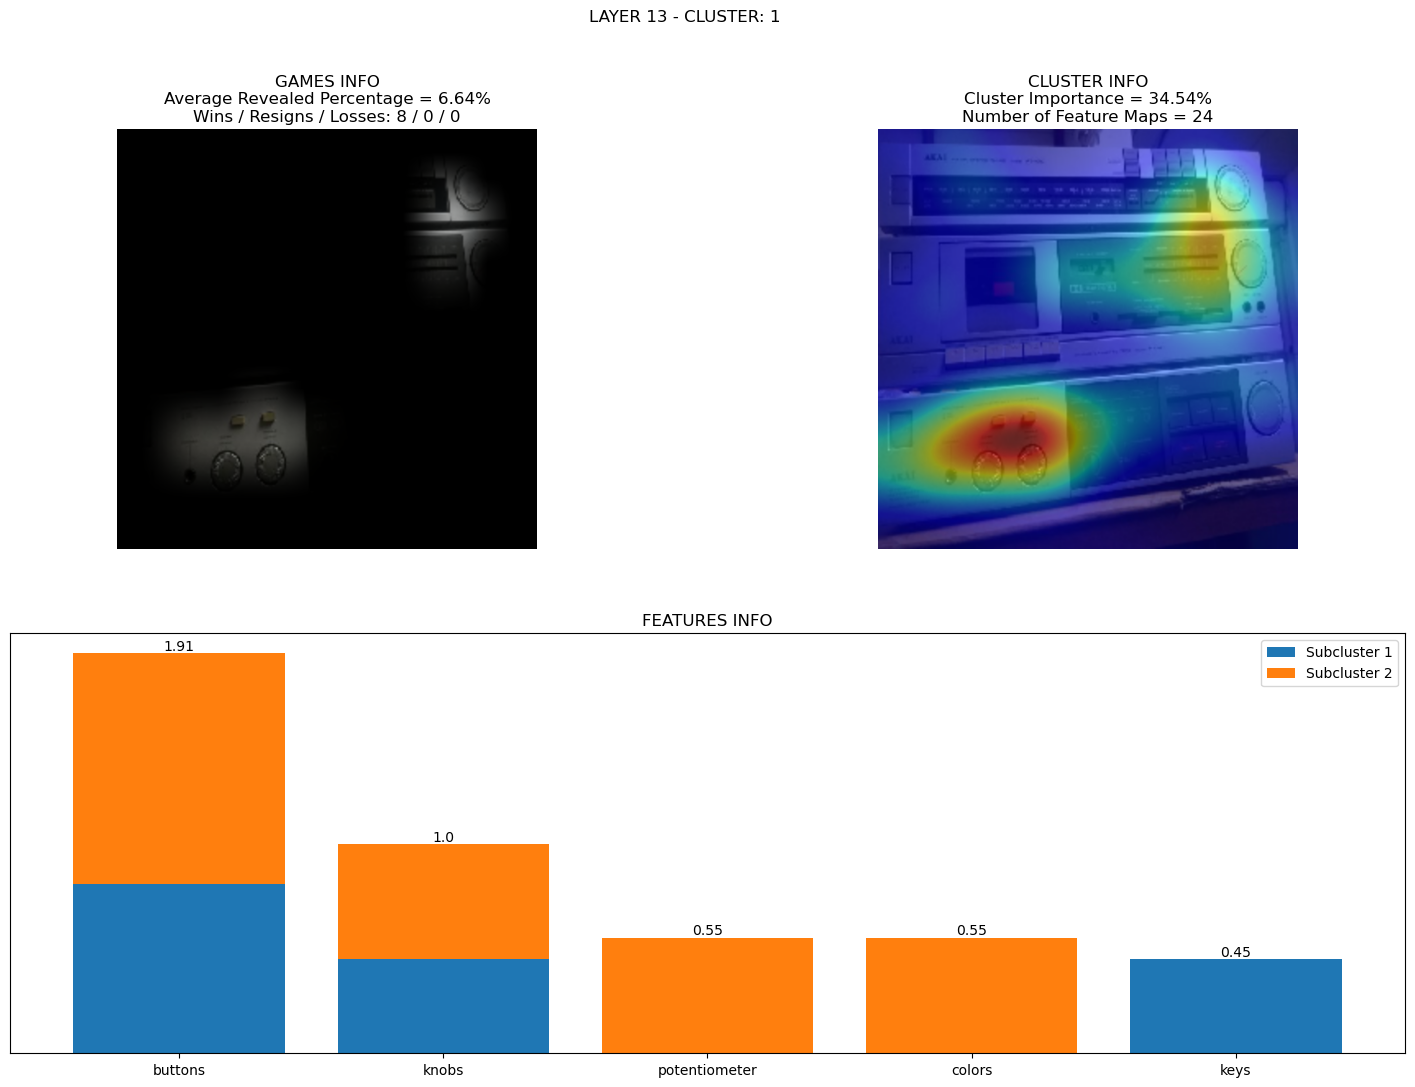 LAYER 13 - CLUSTER: 1
GAMES INFO
Average Revealed Percentage = 6.64%
Wins / Resigns / Losses: 8 / 0 / 0
CLUSTER INFO
Cluster Importance = 34.54%
Number of Feature Maps = 24
AKAI
FEATURES INFO
Subcluster 1
Subcluster 2
1.91
1.0
0.55
0.55
0.45
buttons
knobs
potentiometer
colors
keys